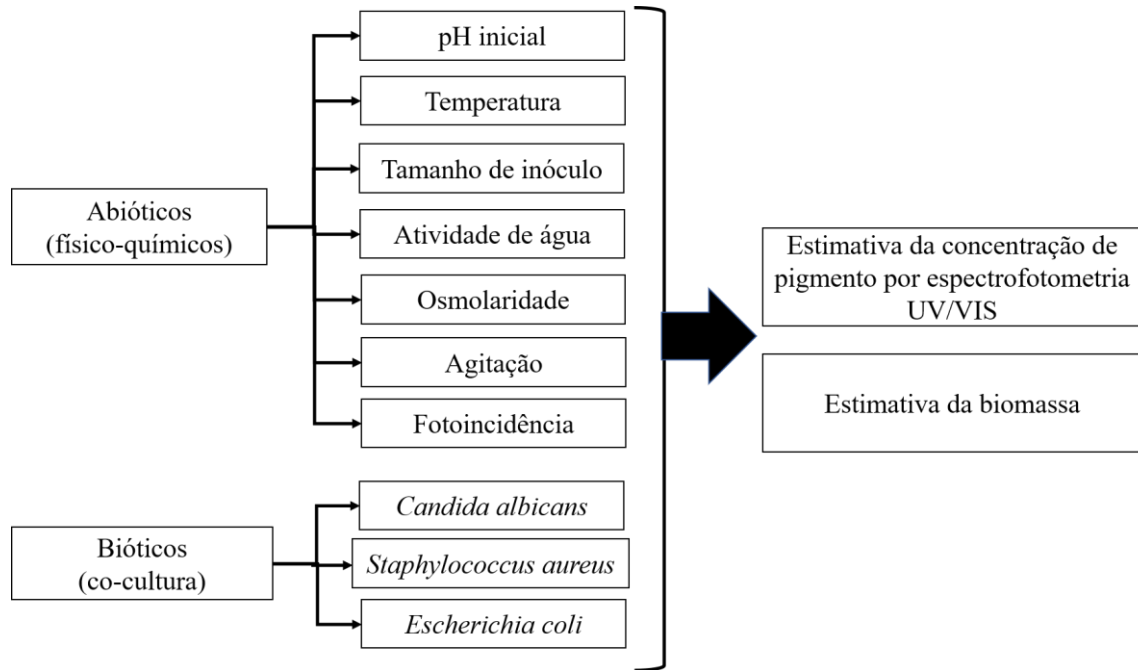 Abióticos
(físico-químicos)
pH inicial
Temperatura
Tamanho de inóculo
Atividade de água
Osmolaridade
Agitação
Fotoincidência
Bióticos
(co-cultura)
Candida albicans
Staphylococcus aureus
Escherichia coli
Estimativa da concentração de
pigmento por espectrofotometria
UV/VIS
Estimativa da biomassa